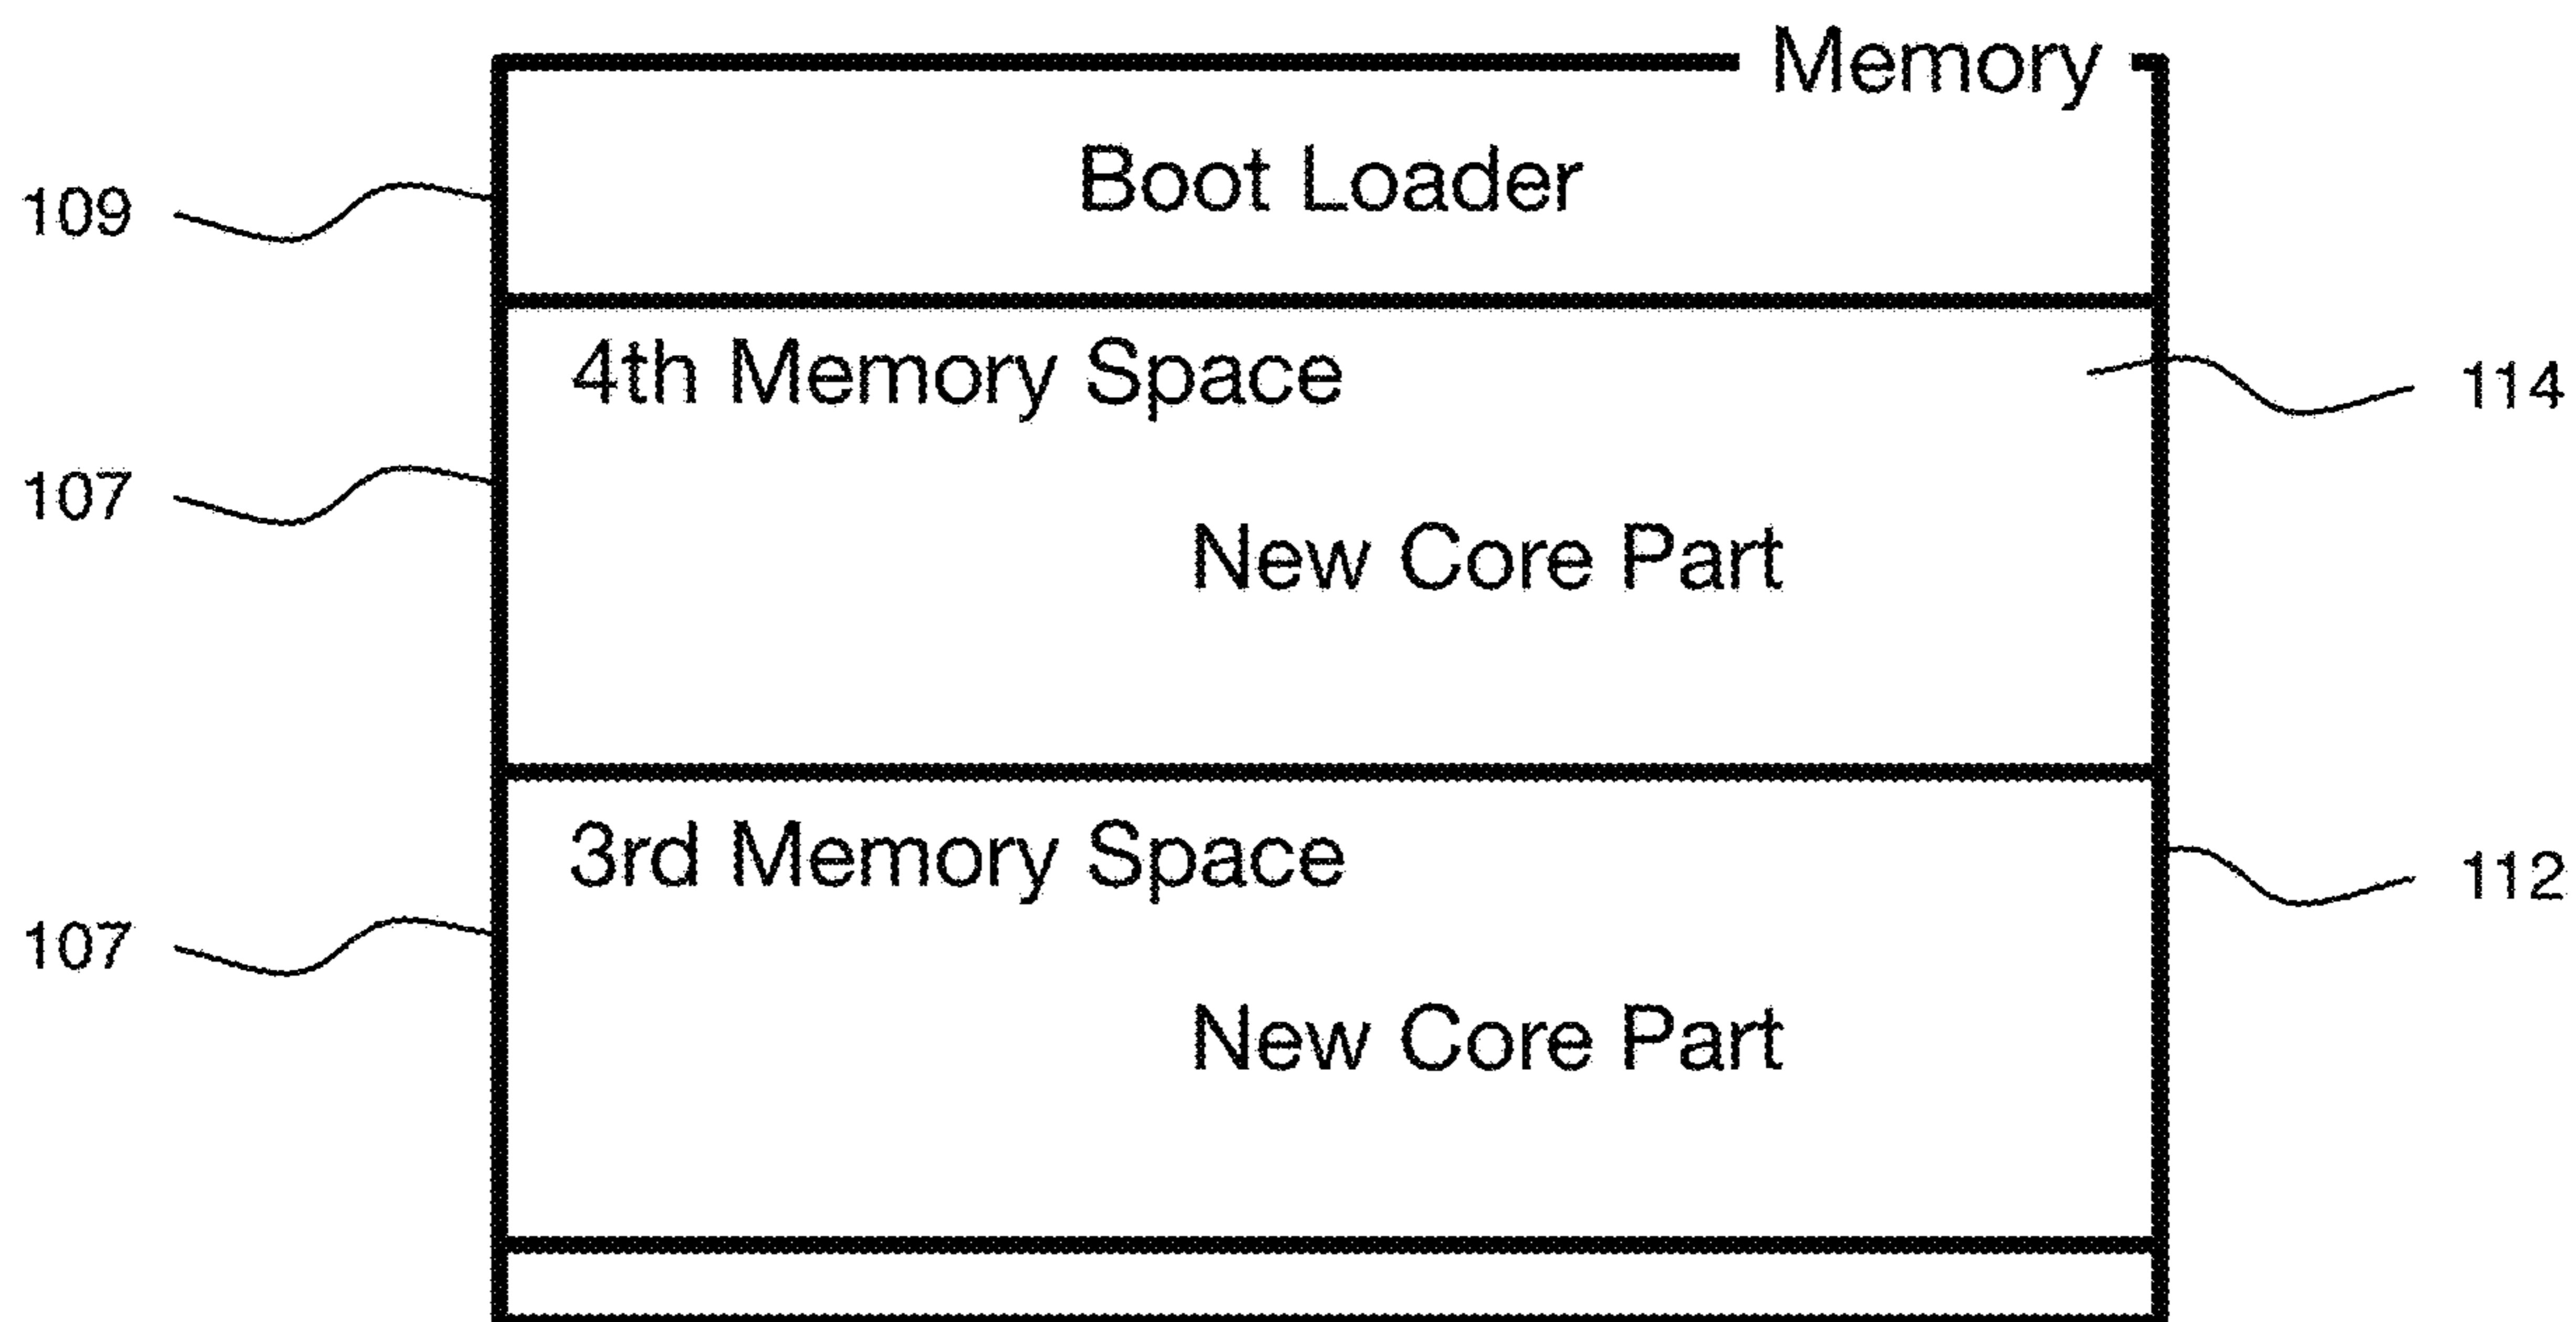 Memory
Boot Loader
109
4th Memory Space
114
107
New Core Part
3rd Memory Space
112
107
New Core Part